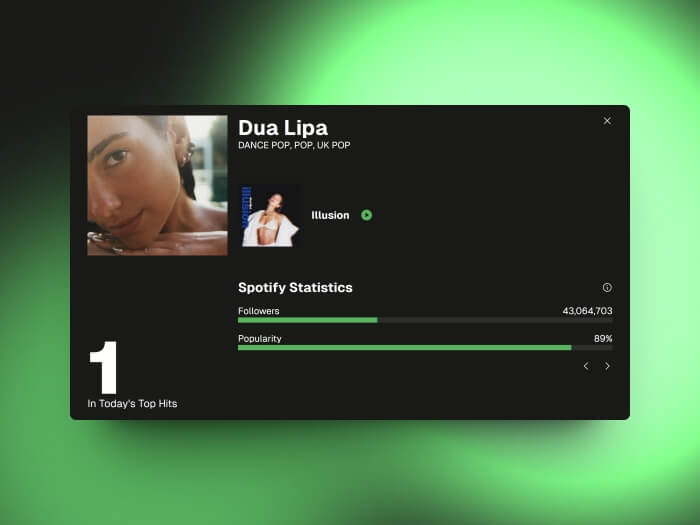 Dua Lipa
DANCE POP, POP, UK POP
Illusion
Spotify Statistics
Followers 43,064,703
Popularity 89%
1
In Today's Top Hits